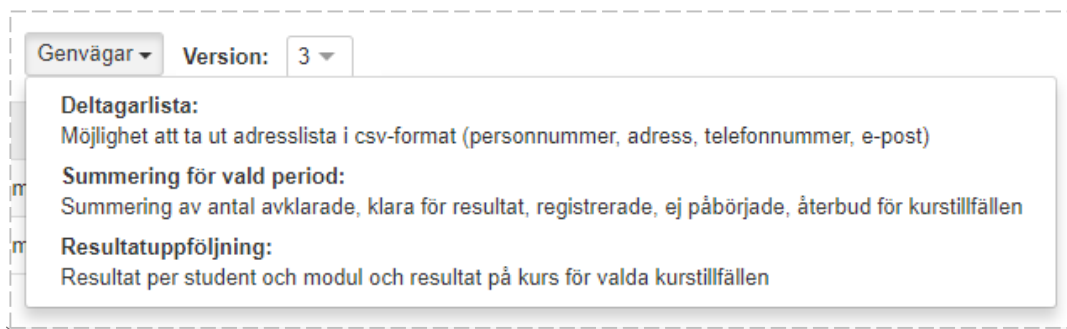 Genvägar Version: 3
Deltagarlista:
Möjlighet att ta ut adresslista i csv-format (personnummer, adress, telefonnummer, e-post)
Summering för vald period:
Summering av antal avklarade, klara för resultat, registrerade, ej påbörjade, återbud för kurstillfällen
Resultatuppföljning:
Resultat per student och modul och resultat på kurs för valda kurstillfällen